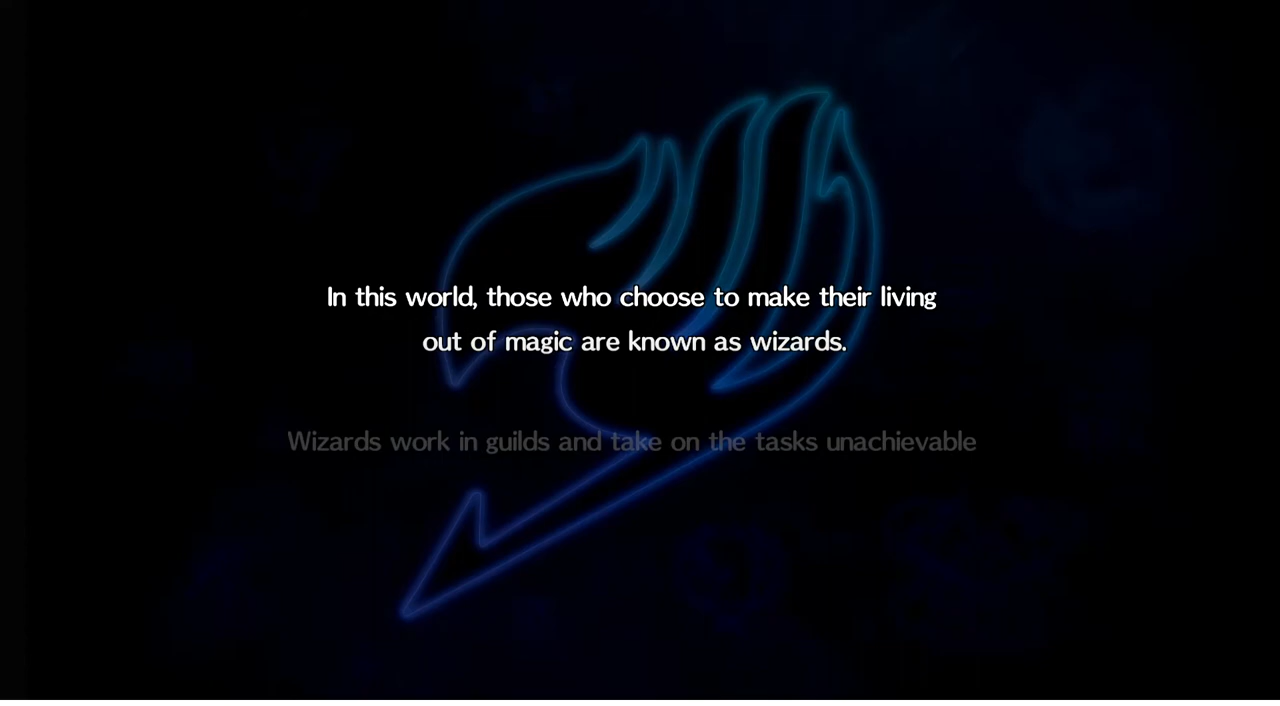 In this world, those who choose to make their living
out of magic are known as wizards.
Wizards work in guilds and take on the tasks unachievable